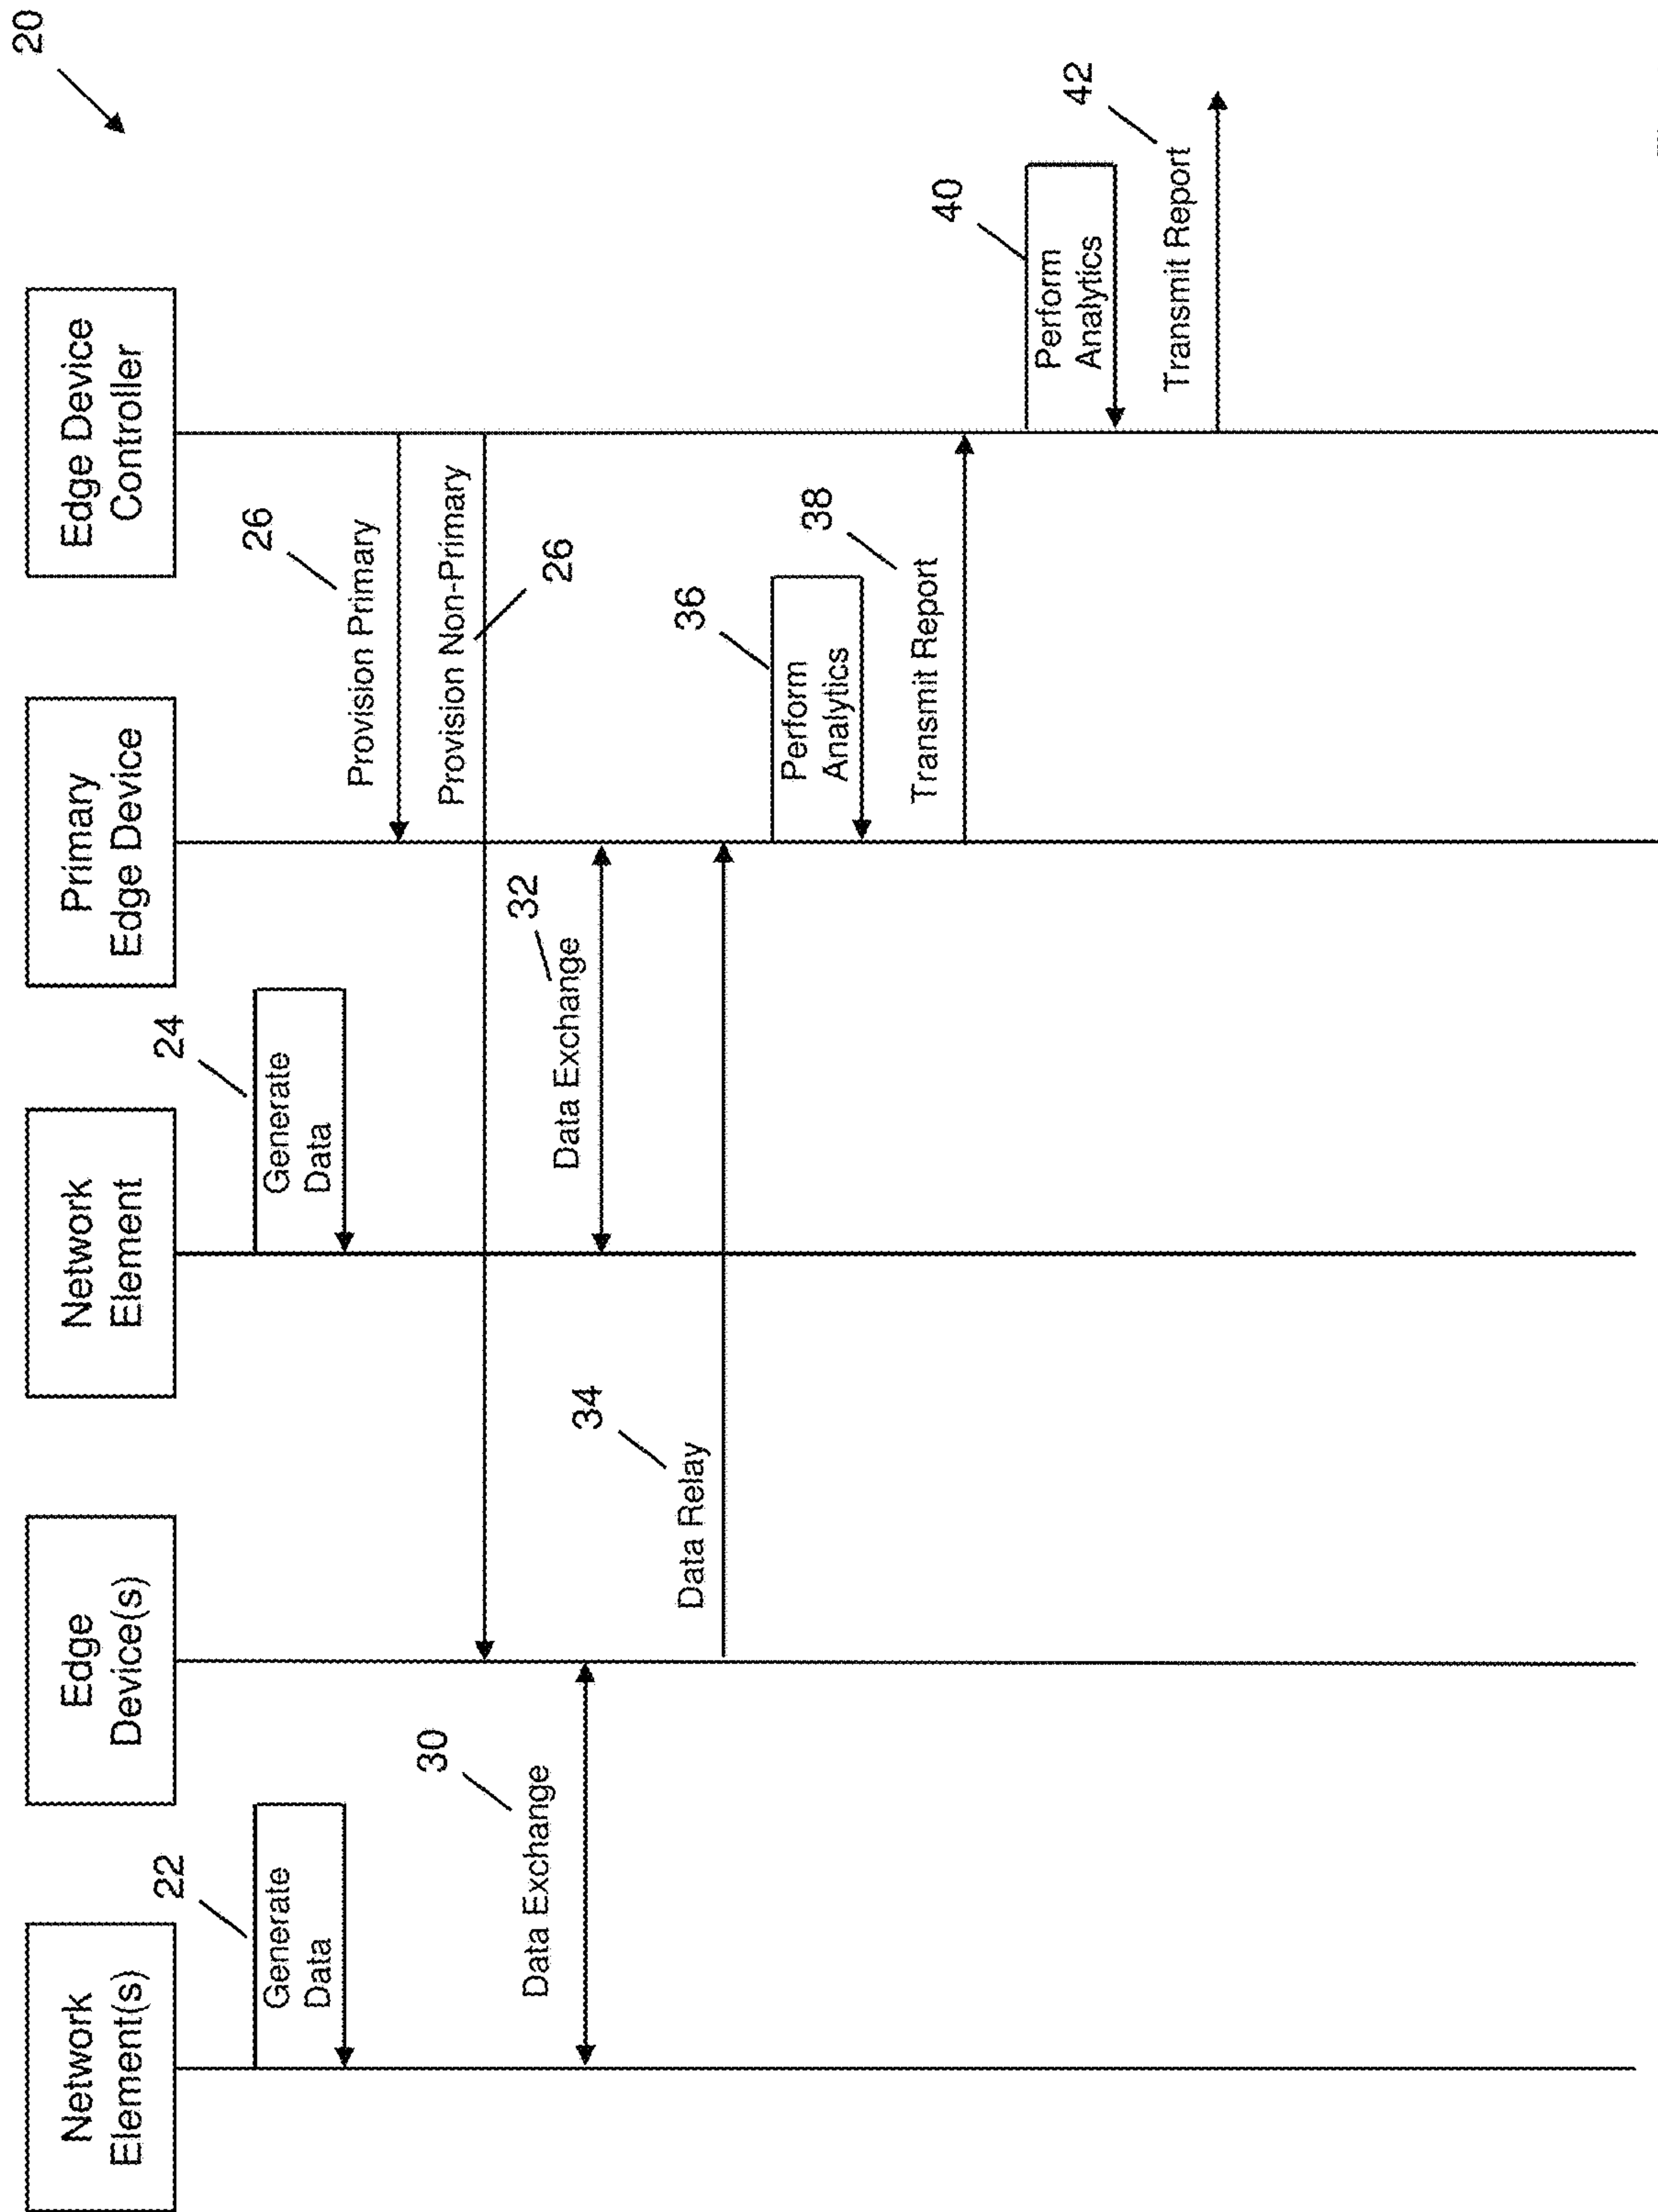 20
Network
Element(s)
Edge
Device(s)
Network
Element
Primary
Edge Device
Edge Device
Controller
22
Generate
Data
24
Generate
Data
26
Provision Primary
Provision Non-Primary
26
30
Data Exchange
32
Data Exchange
34
Data Relay
36
Perform
Analytics
38
Transmit Report
40
Perform
Analytics
42
Transmit Report